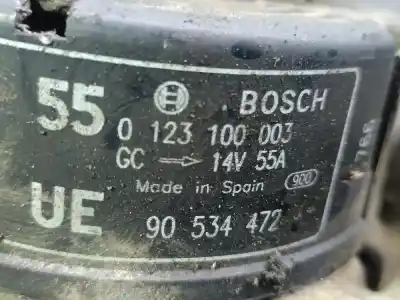 55 BOSCH
0 123 100 003
GC 14V 55A
Made in Spain 900
UE 90 534 472